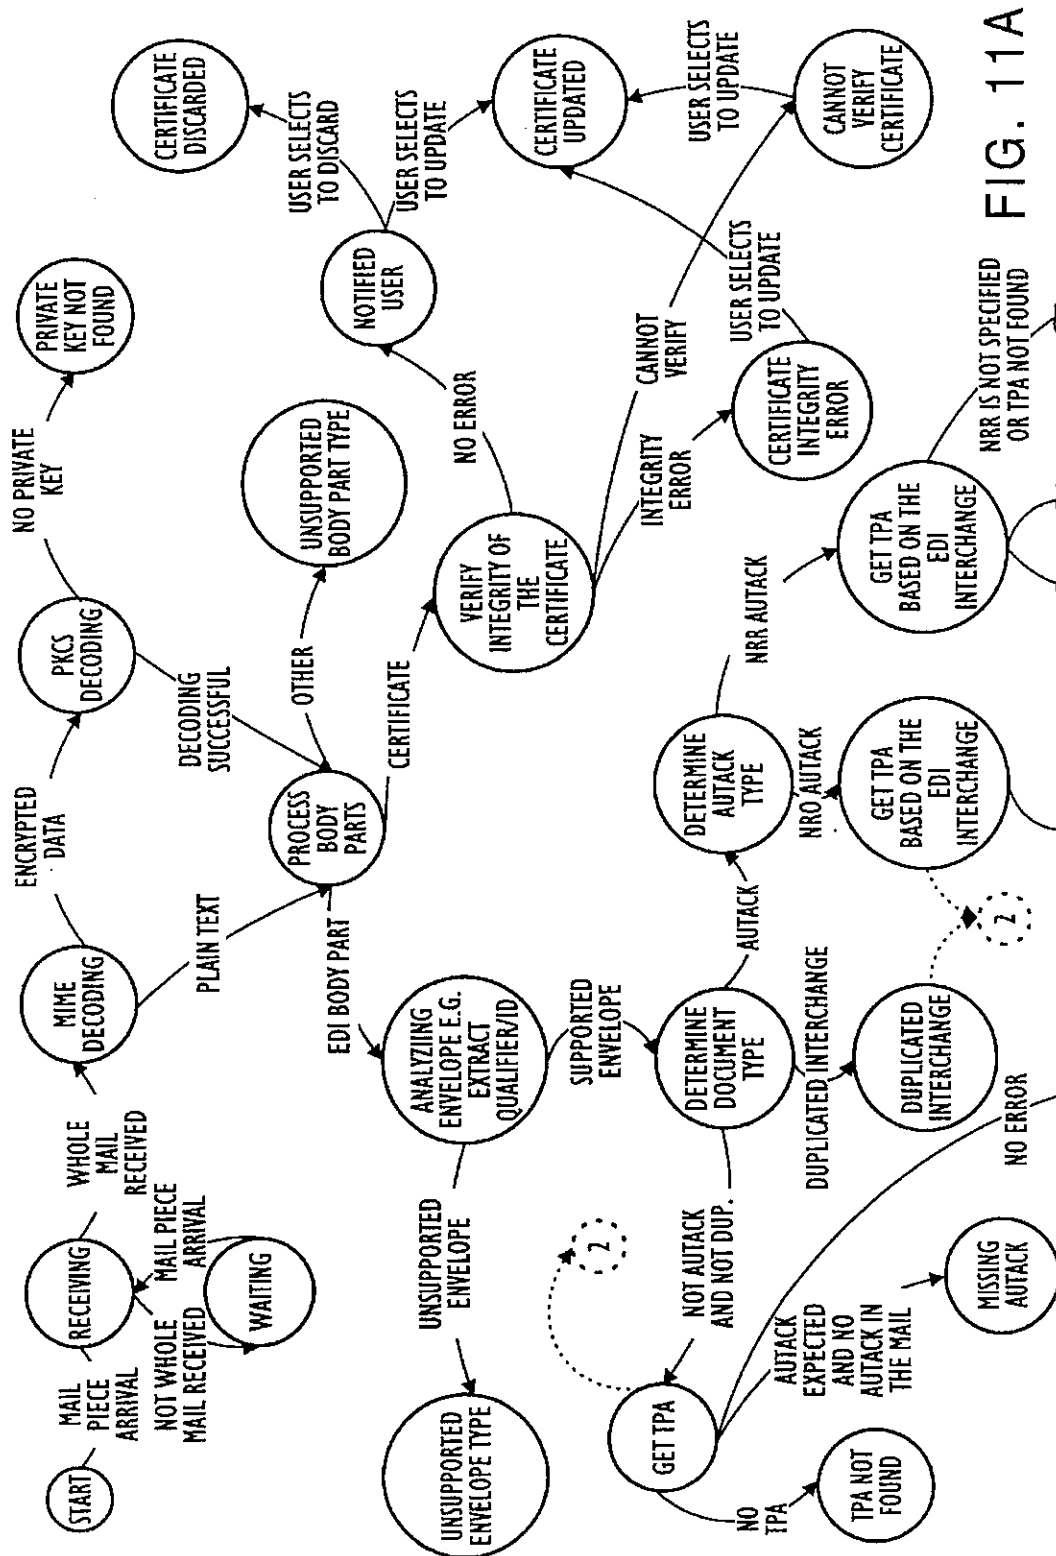 START
MAIL
PIECE
ARRIVAL
RECEIVING
NOT WHOLE
MAIL RECEIVED
MAIL PIECE
ARRIVAL
WAITING
WHOLE
MAIL
RECEIVED
MIME
DECODING
ENCRYPTED
DATA
PKCS
DECODING
NO PRIVATE
KEY
PRIVATE
KEY NOT
FOUND
PLAIN TEXT
DECODING
SUCCESSFUL
PROCESS
BODY
PARTS
OTHER
UNSUPPORTED
BODY PART TYPE
CERTIFICATE
VERIFY
INTEGRITY OF
THE
CERTIFICATE
NO ERROR
NOTIFIED
USER
USER SELECTS
TO DISCARD
CERTIFICATE
DISCARDED
USER SELECTS
TO UPDATE
CERTIFICATE
UPDATED
CANNOT
VERIFY
INTEGRITY
ERROR
CERTIFICATE
INTEGRITY
ERROR
USER SELECTS
TO UPDATE
USER SELECTS
TO UPDATE
CANNOT
VERIFY
CERTIFICATE
EDI BODY PART
ANALYZIING
ENVELOPE E.G.
EXTRACT
QUALIFIER/ID
UNSUPPORTED
ENVELOPE
UNSUPPORTED
ENVELOPE TYPE
SUPPORTED
ENVELOPE
DETERMINE
DOCUMENT
TYPE
AUTACK
DETERMINE
AUTACK
TYPE
NRR AUTACK
GET TPA
BASED ON THE
EDI
INTERCHANGE
NRR IS NOT SPECIFIED
OR TPA NOT FOUND
NRO AUTACK
GET TPA
BASED ON THE
EDI
INTERCHANGE
DUPLICATED INTERCHANGE
DUPLICATED
INTERCHANGE
2
NOT AUTACK
AND NOT DUP.
2
GET TPA
NO
TPA
TPA NOT
FOUND
AUTACK
EXPECTED
AND NO
AUTACK IN
THE MAIL
MISSING
AUTACK
NO ERROR
FIG. 11A